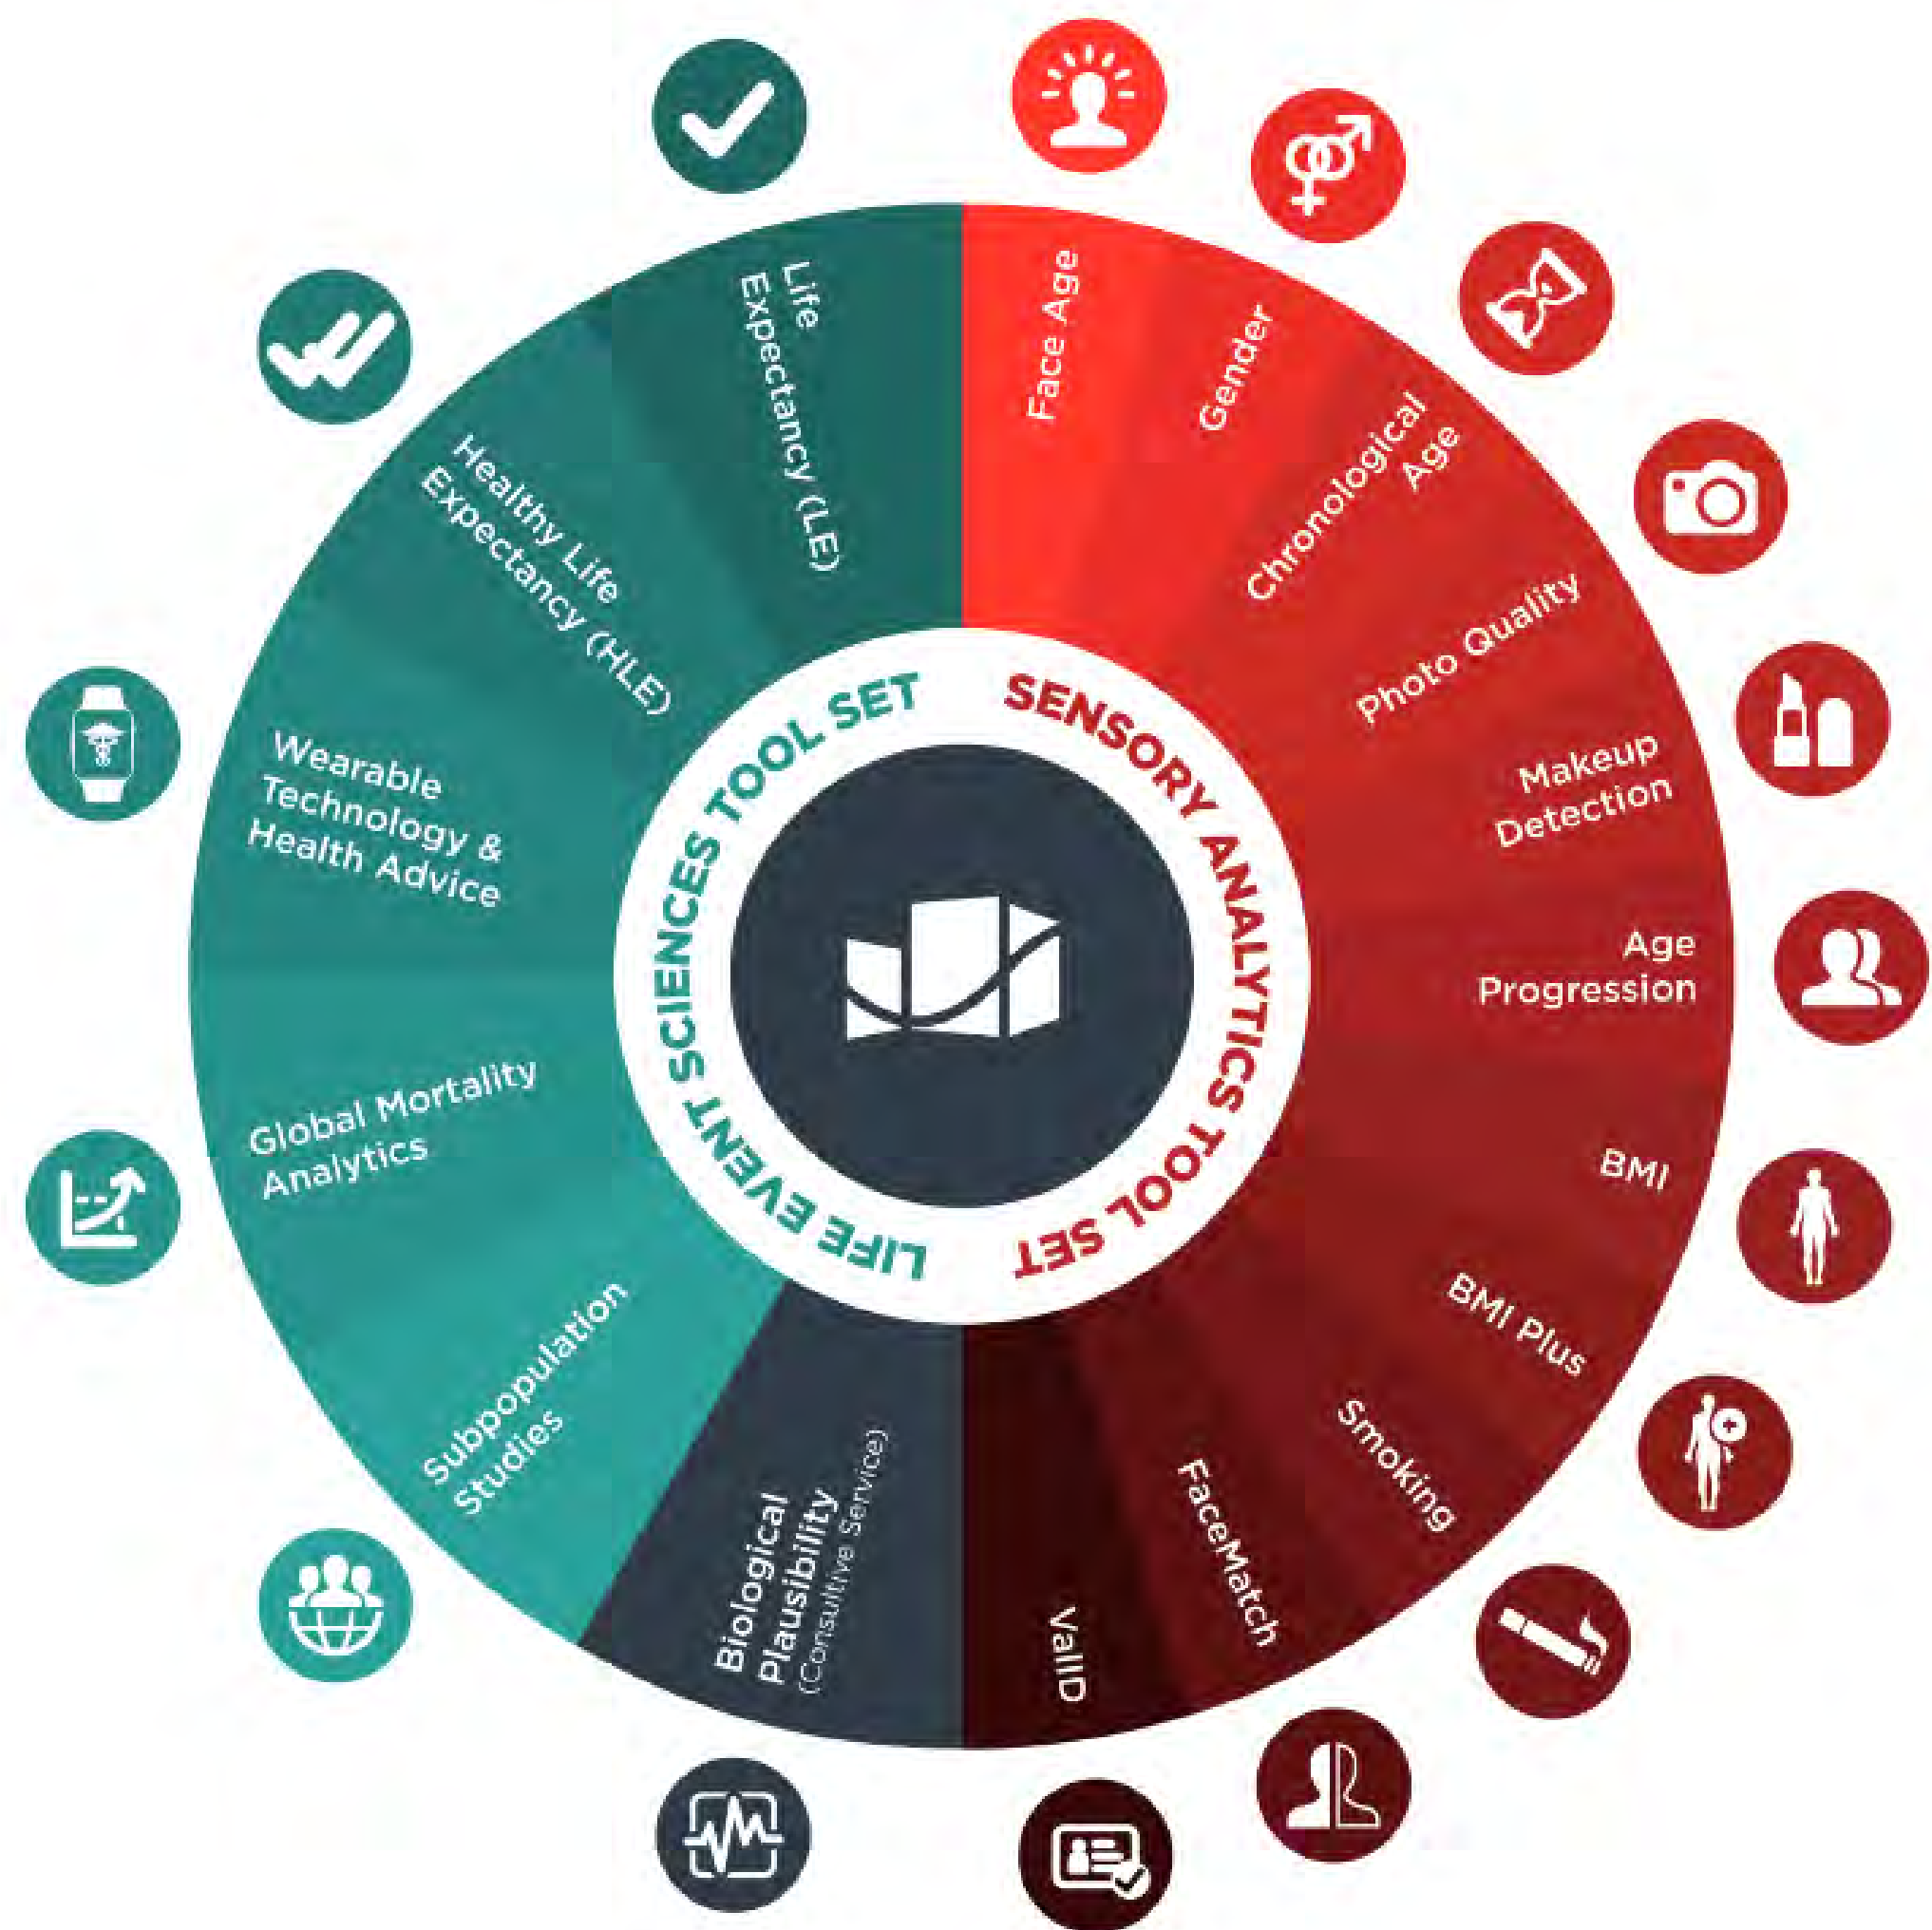 Life
Expectancy (LE)
Face Age
Gender
Chronological
Age
Photo Quality
Makeup
Detection
Age
Progression
BMI
BMI Plus
Smoking
FaceMatch
ValID
Biological
Plausibility
(Consultive Service)
Subpopulation
Studies
Global Mortality
Analytics
Wearable
Technology &
Health Advice
Healthy Life
Expectancy (HLE)
LIFE EVENT SCIENCES TOOL SET
SENSORY ANALYTICS TOOL SET